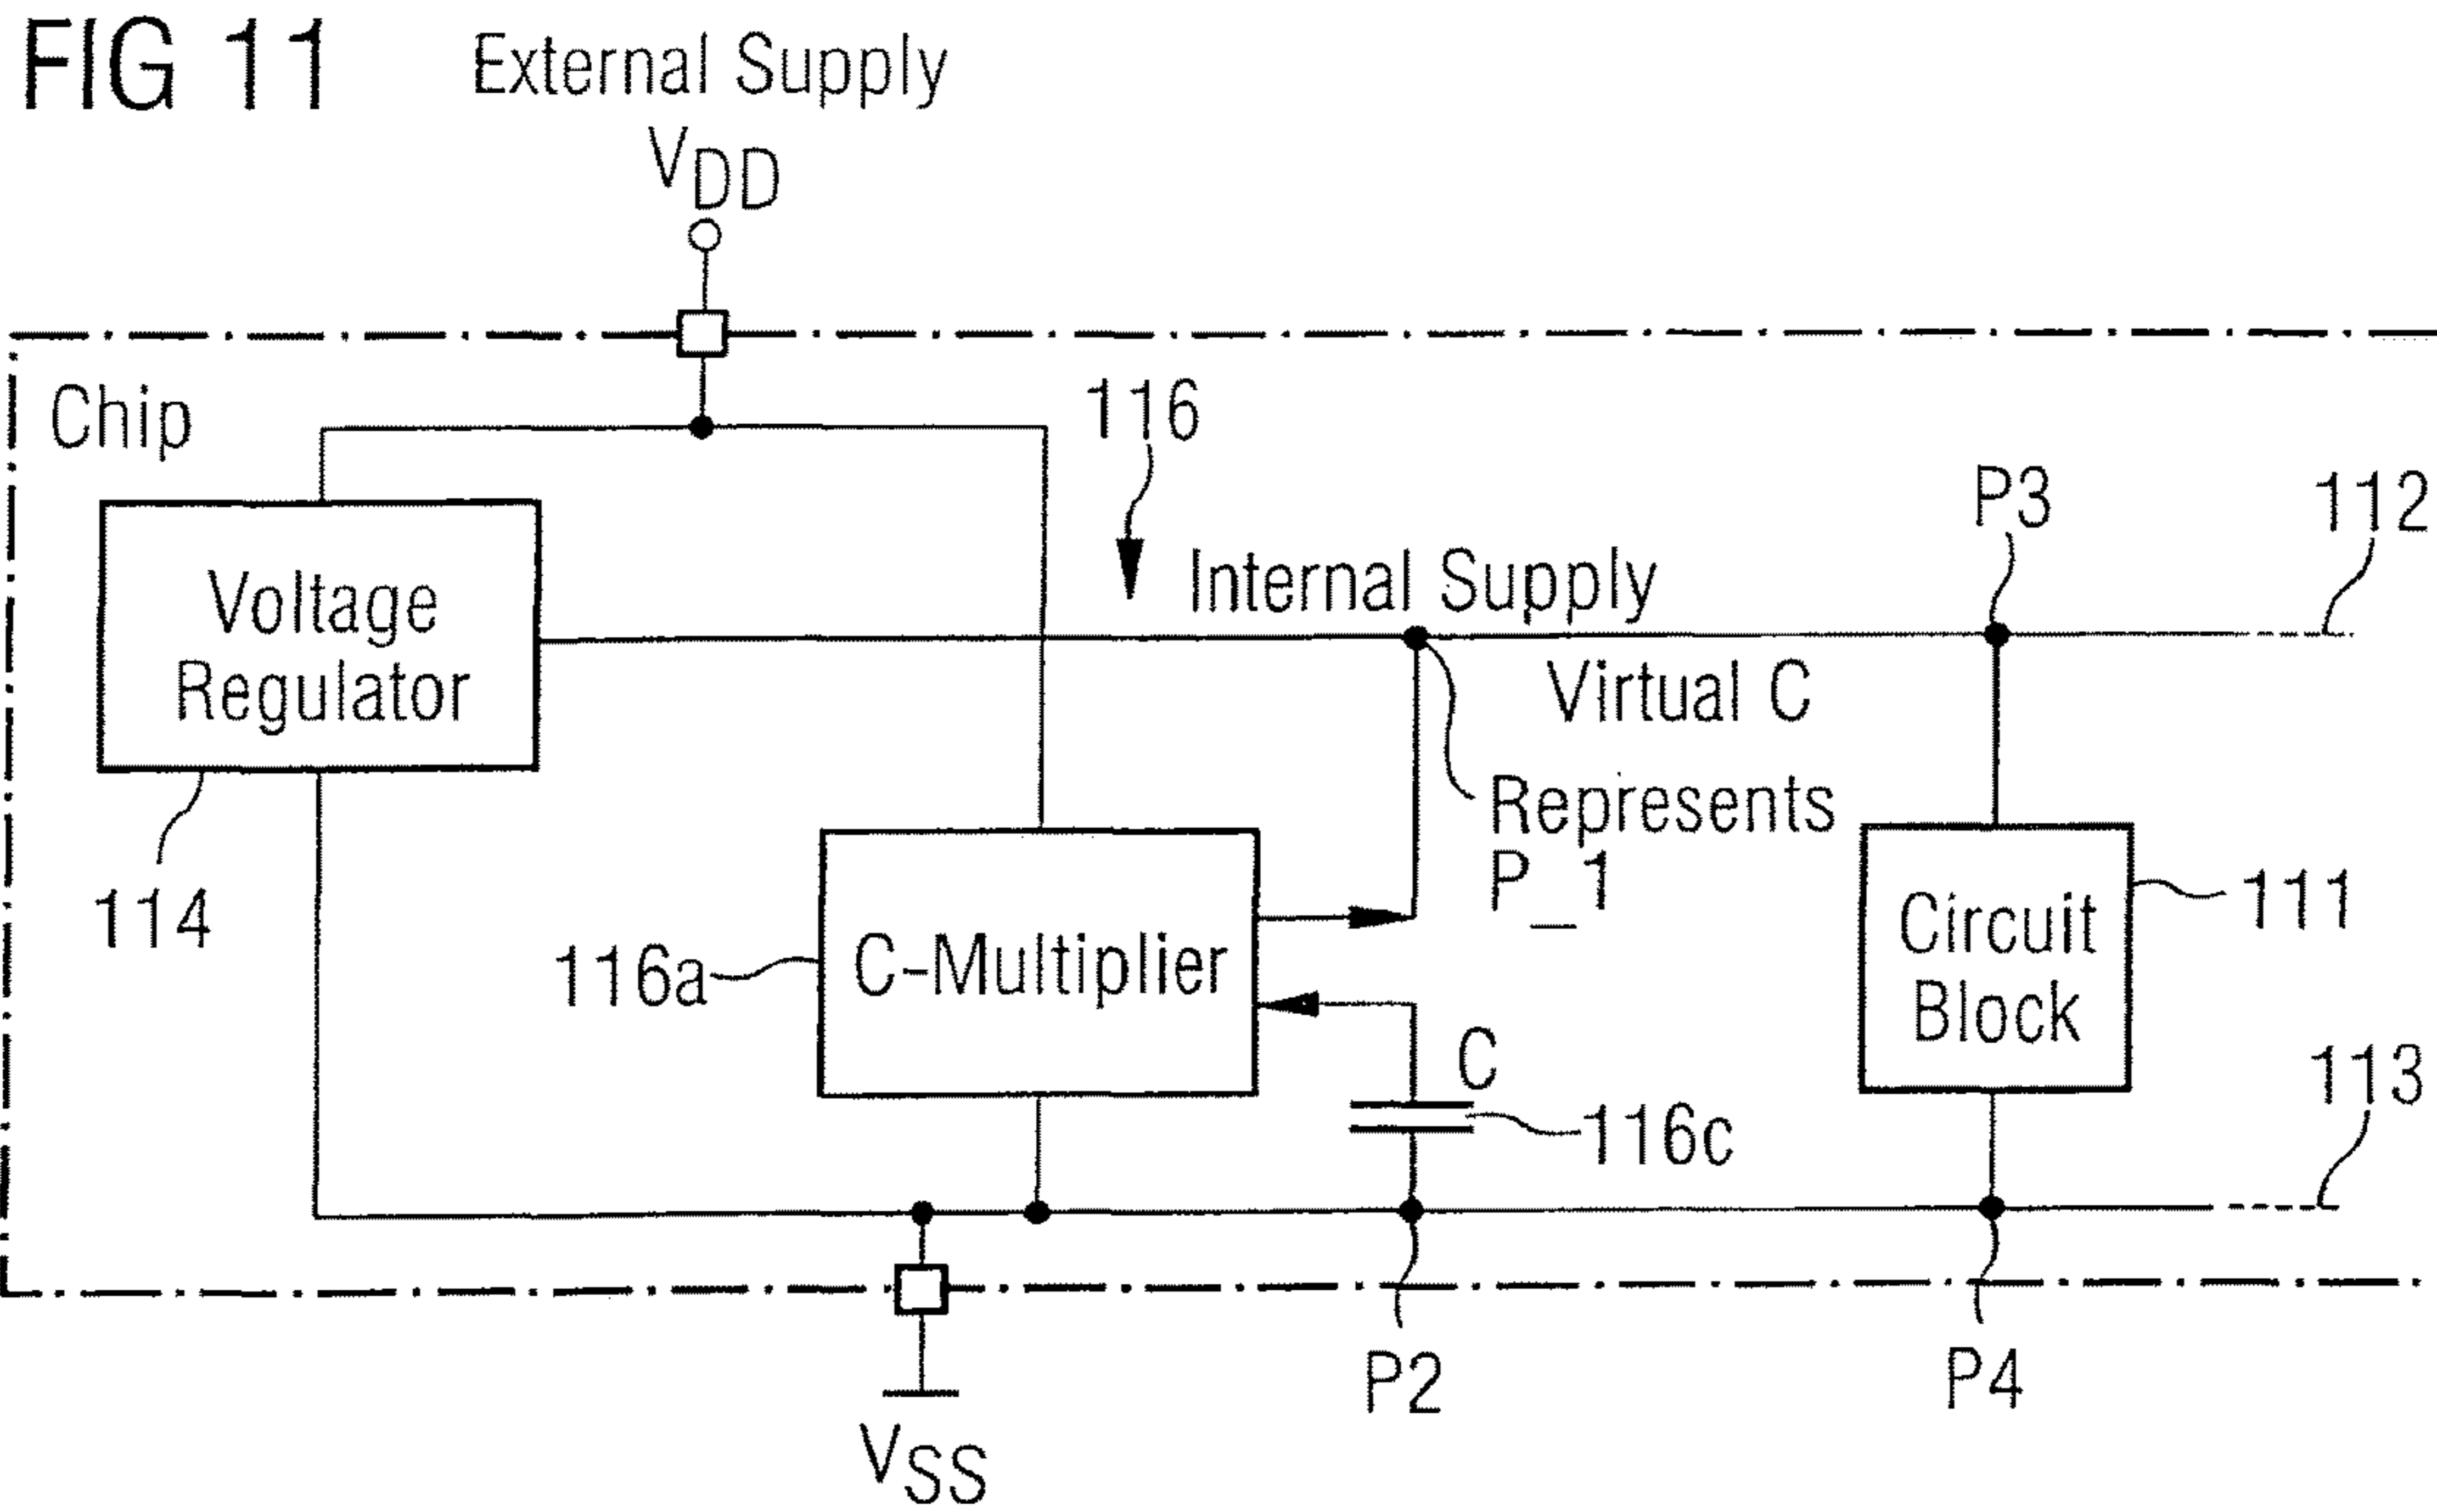 FIG 11
External Supply
VDD
Chip
116
P3
112
Internal Supply
Voltage
Regulator
Virtual C
Represents
P_1
114
116a
C-Multiplier
Circuit
Block
111
C
116c
113
P2
P4
VSS